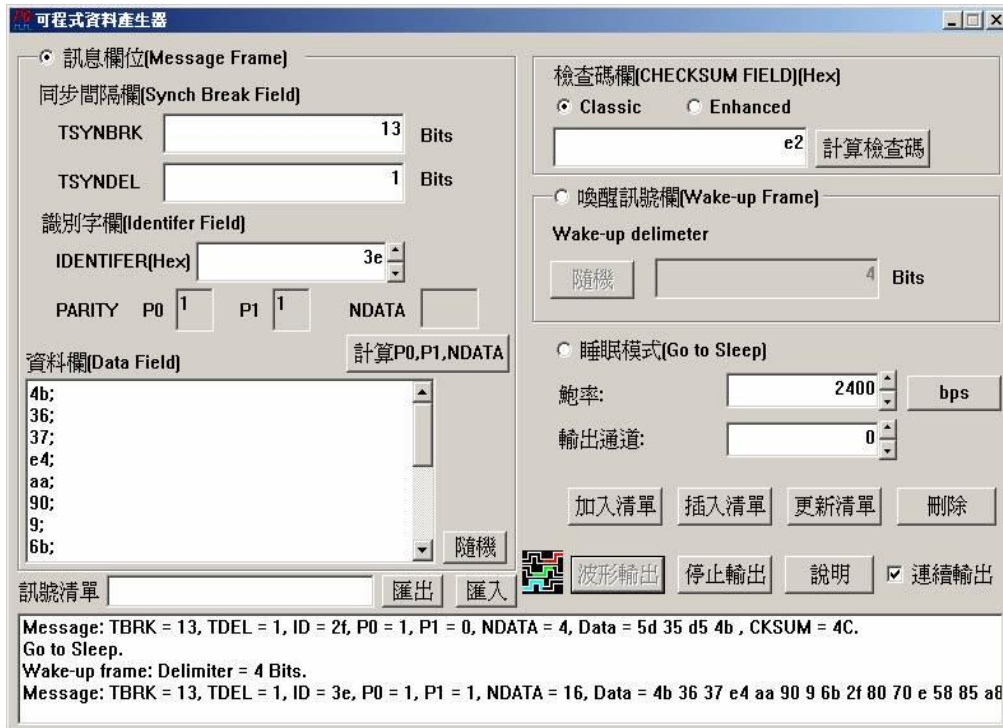 可程式資料產生器
訊息欄位(Message Frame)
同步間隔欄(Synch Break Field)
TSYNBRK 13 Bits
TSYNDEL 1 Bits
識別字欄(Identifer Field)
IDENTIFER(Hex) 3e
PARITY P0 1 P1 1 NDATA
計算P0,P1,NDATA
資料欄(Data Field)
4b;
36;
37;
e4;
aa;
90;
9;
6b;
隨機
檢查碼欄(CHECKSUM FIELD)(Hex)
Classic Enhanced
e2 計算檢查碼
喚醒訊號欄(Wake-up Frame)
Wake-up delimeter
隨機 4 Bits
睡眠模式(Go to Sleep)
鮑率: 2400 bps
輸出通道: 0
加入清單 插入清單 更新清單 刪除
波形輸出 停止輸出 說明 連續輸出
訊號清單 匯出 匯入
Message: TBRK = 13, TDEL = 1, ID = 2f, P0 = 1, P1 = 0, NDATA = 4, Data = 5d 35 d5 4b , CKSUM = 4C.
Go to Sleep.
Wake-up frame: Delimiter = 4 Bits.
Message: TBRK = 13, TDEL = 1, ID = 3e, P0 = 1, P1 = 1, NDATA = 16, Data = 4b 36 37 e4 aa 90 9 6b 2f 80 70 e 58 85 a8